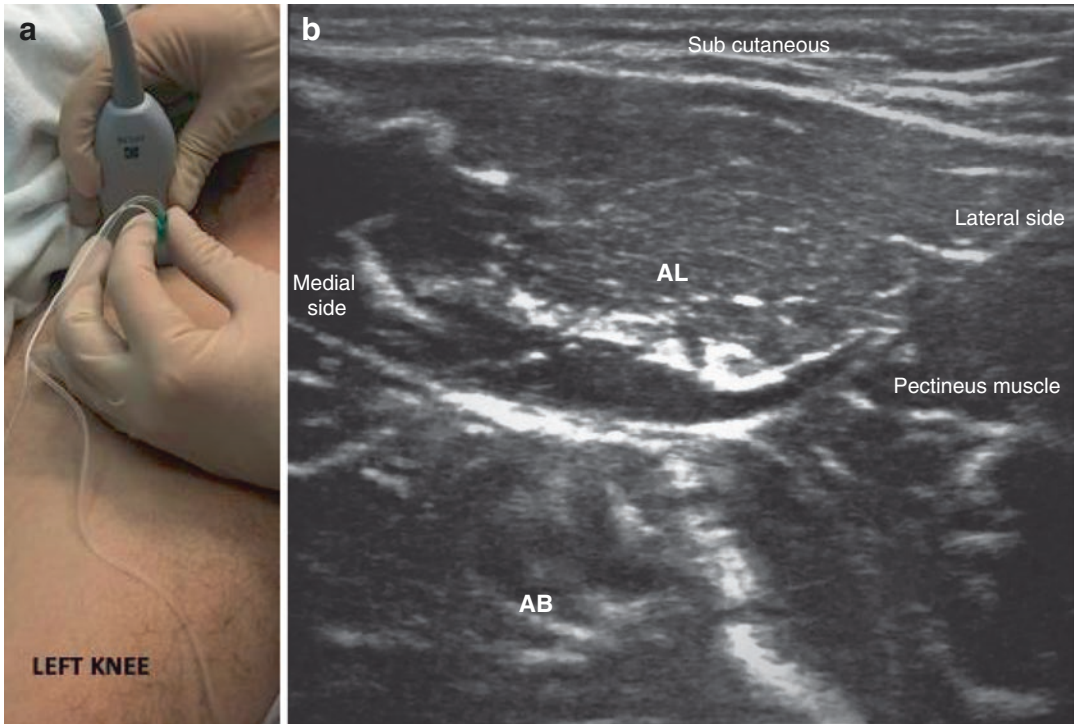 a
b
Sub cutaneous
Lateral side
AL
Medial
side
Pectineus muscle
AB
LEFT KNEE